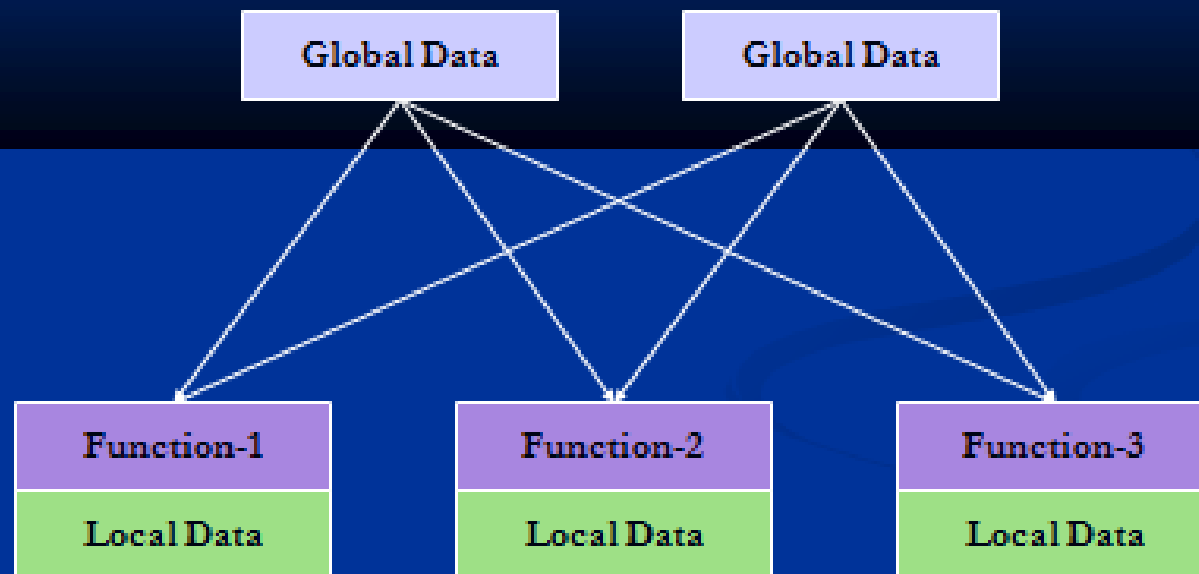 Global Data
Global Data
Function-1
Function-2
Function-3
Local Data
Local Data
Local Data